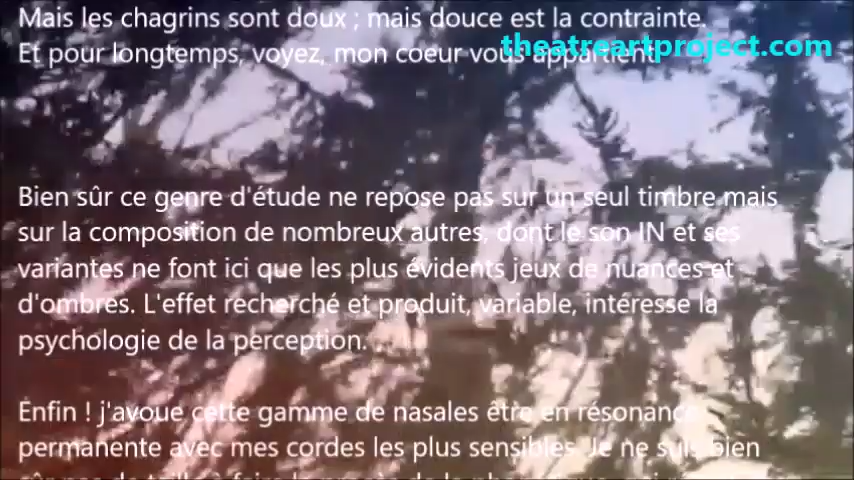 Mais les chagrins sont doux ; mais douce est la contrainte.
theatreartproject.com
Et pour longtemps, voyez, mon coeur vous appartient.
Bien sûr ce genre d'étude ne repose pas sur un seul timbre mais
sur la composition de nombreux autres, dont le son IN et ses
variantes ne font ici que les plus évidents jeux de nuances et
d'ombres. L'effet recherché et produit, variable, intéresse la
psychologie de la perception.
Enfin ! j'avoue cette gamme de nasales être en résonance
permanente avec mes cordes les plus sensibles. Je ne suis bien